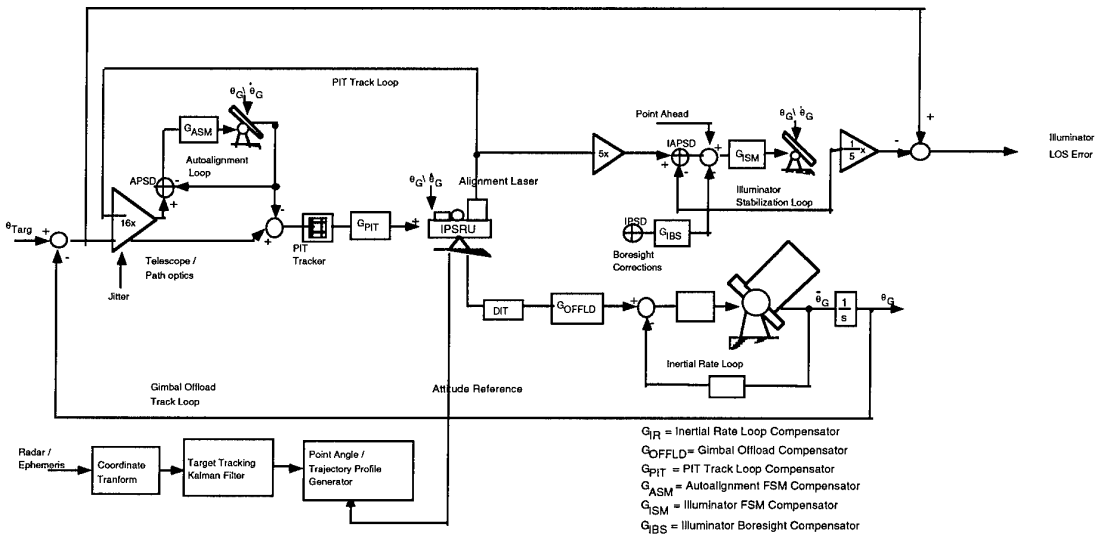 PIT Track Loop
θG\ θ̇G
GASM
Autoalignment
Loop
APSD
16x
θTarg
Telescope /
Path optics
Jitter
PIT
Tracker
GPIT
θG\ θ̇G
Alignment Laser
IPSRU
Point Ahead
5x
IAPSD
GISM
θG\ θ̇G
1/5 x
Illuminator
LOS Error
Illuminator
Stabilization Loop
IPSD
GIBS
Boresight
Corrections
DIT
GOFFLD
θ̇G
1/s
θG
Inertial Rate Loop
Gimbal Offload
Track Loop
Attitude Reference
Radar /
Ephemeris
Coordinate
Tranform
Target Tracking
Kalman Filter
Point Angle /
Trajectory Profile
Generator
GIR = Inertial Rate Loop Compensator
GOFFLD= Gimbal Offload Compensator
GPIT = PIT Track Loop Compensator
GASM = Autoalignment FSM Compensator
GISM = Illuminator FSM Compensator
GIBS = Illuminator Boresight Compensator